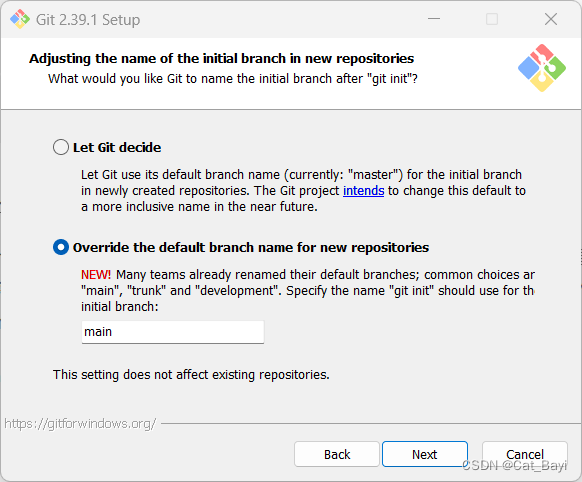 Git 2.39.1 Setup
Adjusting the name of the initial branch in new repositories
What would you like Git to name the initial branch after "git init"?
Let Git decide
Let Git use its default branch name (currently: "master") for the initial branch
in newly created repositories. The Git project intends to change this default to
a more inclusive name in the near future.
Override the default branch name for new repositories
NEW! Many teams already renamed their default branches; common choices ar
"main", "trunk" and "development". Specify the name "git init" should use for the
initial branch:
main
This setting does not affect existing repositories.
https://gitforwindows.org/
Back
Next
Cancel
CSDN @Cat_Bayi